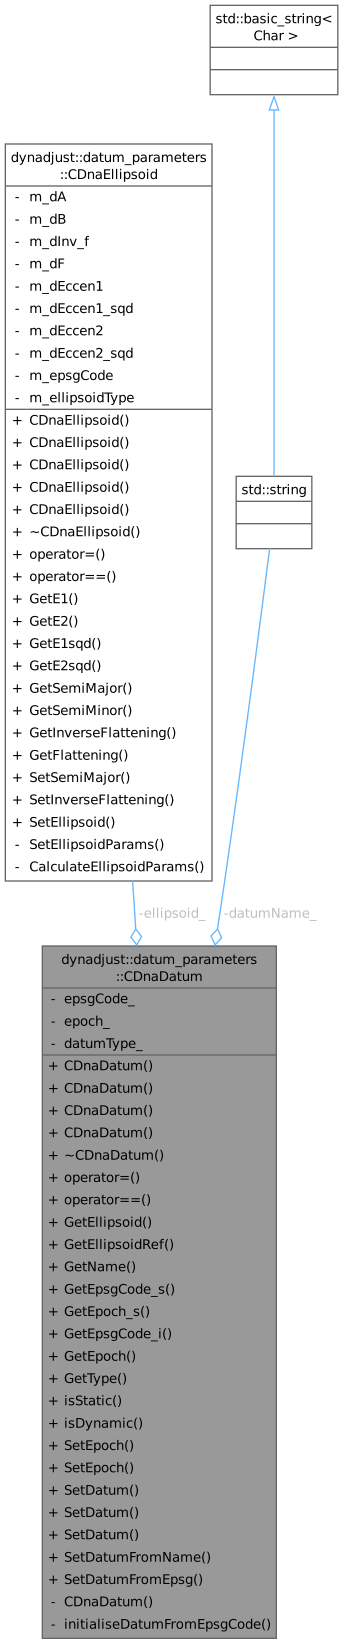 std::basic_string<
Char >
dynadjust::datum_parameters
::CDnaEllipsoid
- m_dA
- m_dB
- m_dInv_f
- m_dF
- m_dEccen1
- m_dEccen1_sqd
- m_dEccen2
- m_dEccen2_sqd
- m_epsgCode
- m_ellipsoidType
+ CDnaEllipsoid()
+ CDnaEllipsoid()
+ CDnaEllipsoid()
+ CDnaEllipsoid()
+ CDnaEllipsoid()
+ ~CDnaEllipsoid()
+ operator=()
+ operator==()
+ GetE1()
+ GetE2()
+ GetE1sqd()
+ GetE2sqd()
+ GetSemiMajor()
+ GetSemiMinor()
+ GetInverseFlattening()
+ GetFlattening()
+ SetSemiMajor()
+ SetInverseFlattening()
+ SetEllipsoid()
- SetEllipsoidParams()
- CalculateEllipsoidParams()
std::string
-ellipsoid_
-datumName_
dynadjust::datum_parameters
::CDnaDatum
- epsgCode_
- epoch_
- datumType_
+ CDnaDatum()
+ CDnaDatum()
+ CDnaDatum()
+ CDnaDatum()
+ ~CDnaDatum()
+ operator=()
+ operator==()
+ GetEllipsoid()
+ GetEllipsoidRef()
+ GetName()
+ GetEpsgCode_s()
+ GetEpoch_s()
+ GetEpsgCode_i()
+ GetEpoch()
+ GetType()
+ isStatic()
+ isDynamic()
+ SetEpoch()
+ SetEpoch()
+ SetDatum()
+ SetDatum()
+ SetDatum()
+ SetDatumFromName()
+ SetDatumFromEpsg()
- CDnaDatum()
- initialiseDatumFromEpsgCode()